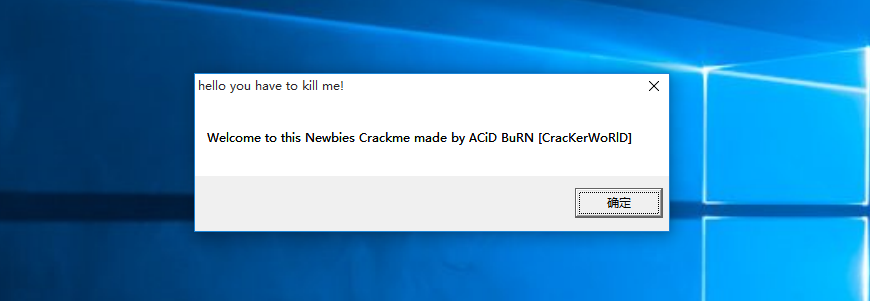 hello you have to kill me!
Welcome to this Newbies Crackme made by ACiD BuRN [CracKerWoRlD]
确定